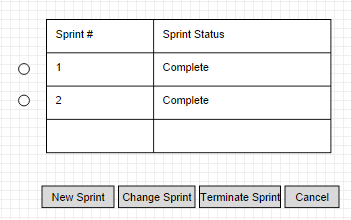 Sprint # Sprint Status
1 Complete
2 Complete
New Sprint Change Sprint Terminate Sprint Cancel